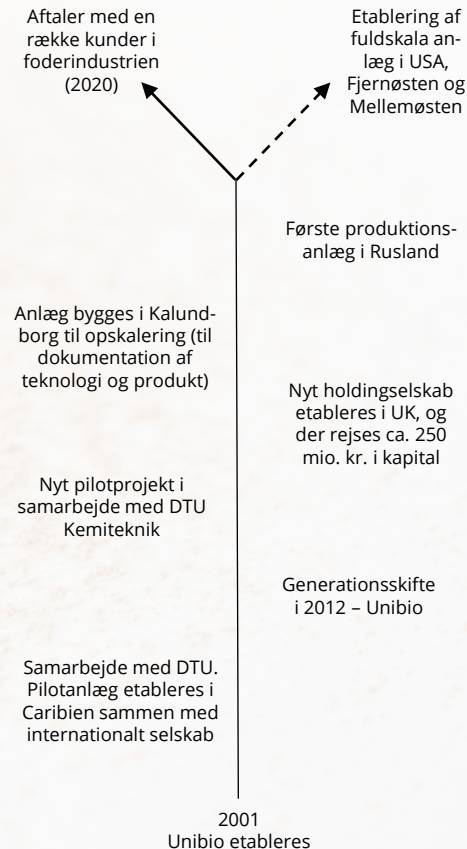 Aftaler med en
række kunder i
foderindustrien
(2020)
Etablering af
fuldskala an-
læg i USA,
Fjernøsten og
Mellemøsten
Første produktions-
anlæg i Rusland
Anlæg bygges i Kalund-
borg til opskalering (til
dokumentation af
teknologi og produkt)
Nyt holdingselskab
etableres i UK, og
der rejses ca. 250
mio. kr. i kapital
Nyt pilotprojekt i
samarbejde med DTU
Kemiteknik
Generationsskifte
i 2012 – Unibio
Samarbejde med DTU.
Pilotanlæg etableres i
Caribien sammen med
internationalt selskab
2001
Unibio etableres